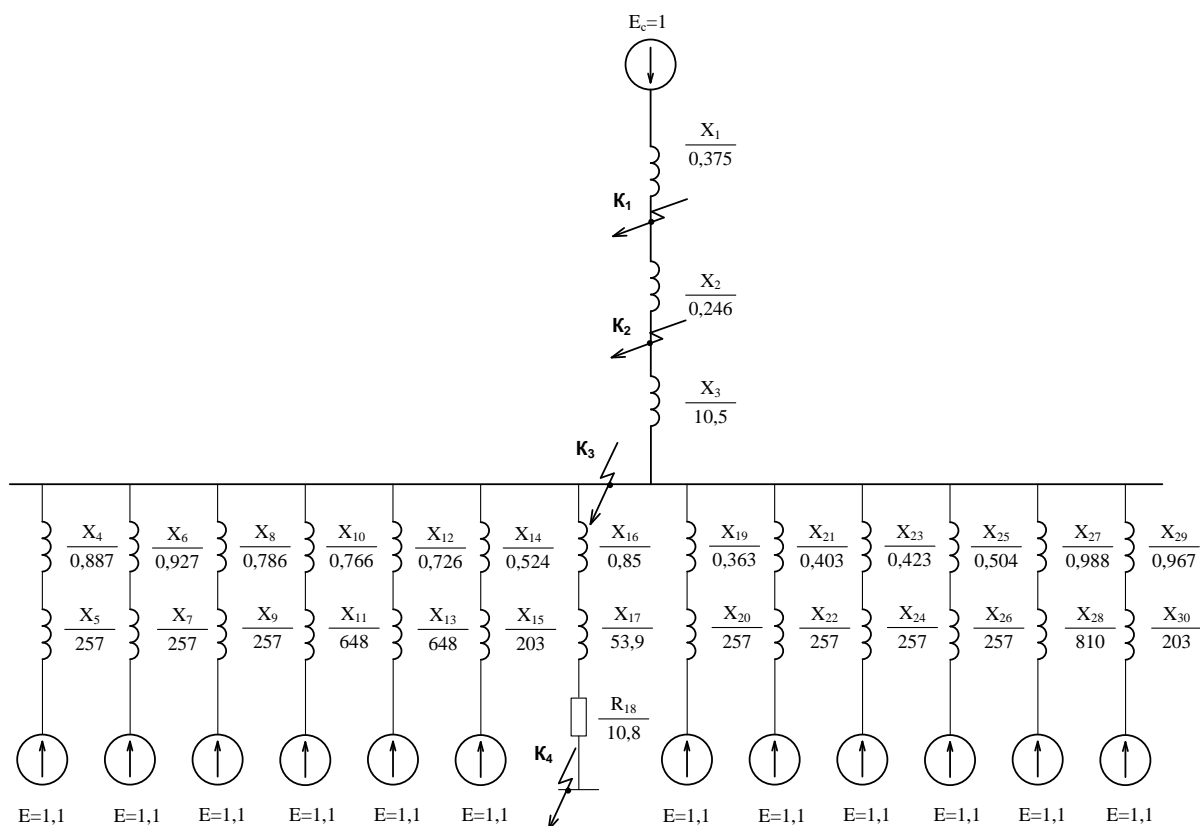 Eс=1
X1
0,375
К1
X2
0,246
К2
X3
10,5
К3
X4 X6 X8 X10 X12 X14 X16 X19 X21 X23 X25 X27 X29
0,887 0,927 0,786 0,766 0,726 0,524 0,85 0,363 0,403 0,423 0,504 0,988 0,967
X5 X7 X9 X11 X13 X15 X17 X20 X22 X24 X26 X28 X30
257 257 257 648 648 203 53,9 257 257 257 257 810 203
R18
10,8
К4
E=1,1 E=1,1 E=1,1 E=1,1 E=1,1 E=1,1 E=1,1 E=1,1 E=1,1 E=1,1 E=1,1 E=1,1